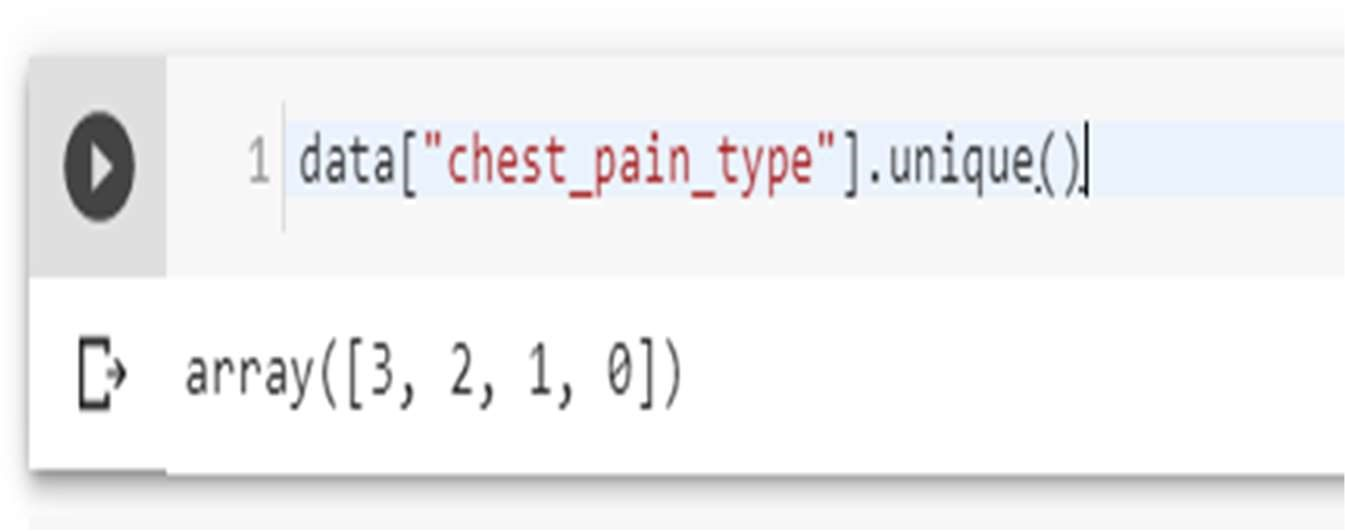 1 data["chest_pain_type"].unique()
array([3, 2, 1, 0])